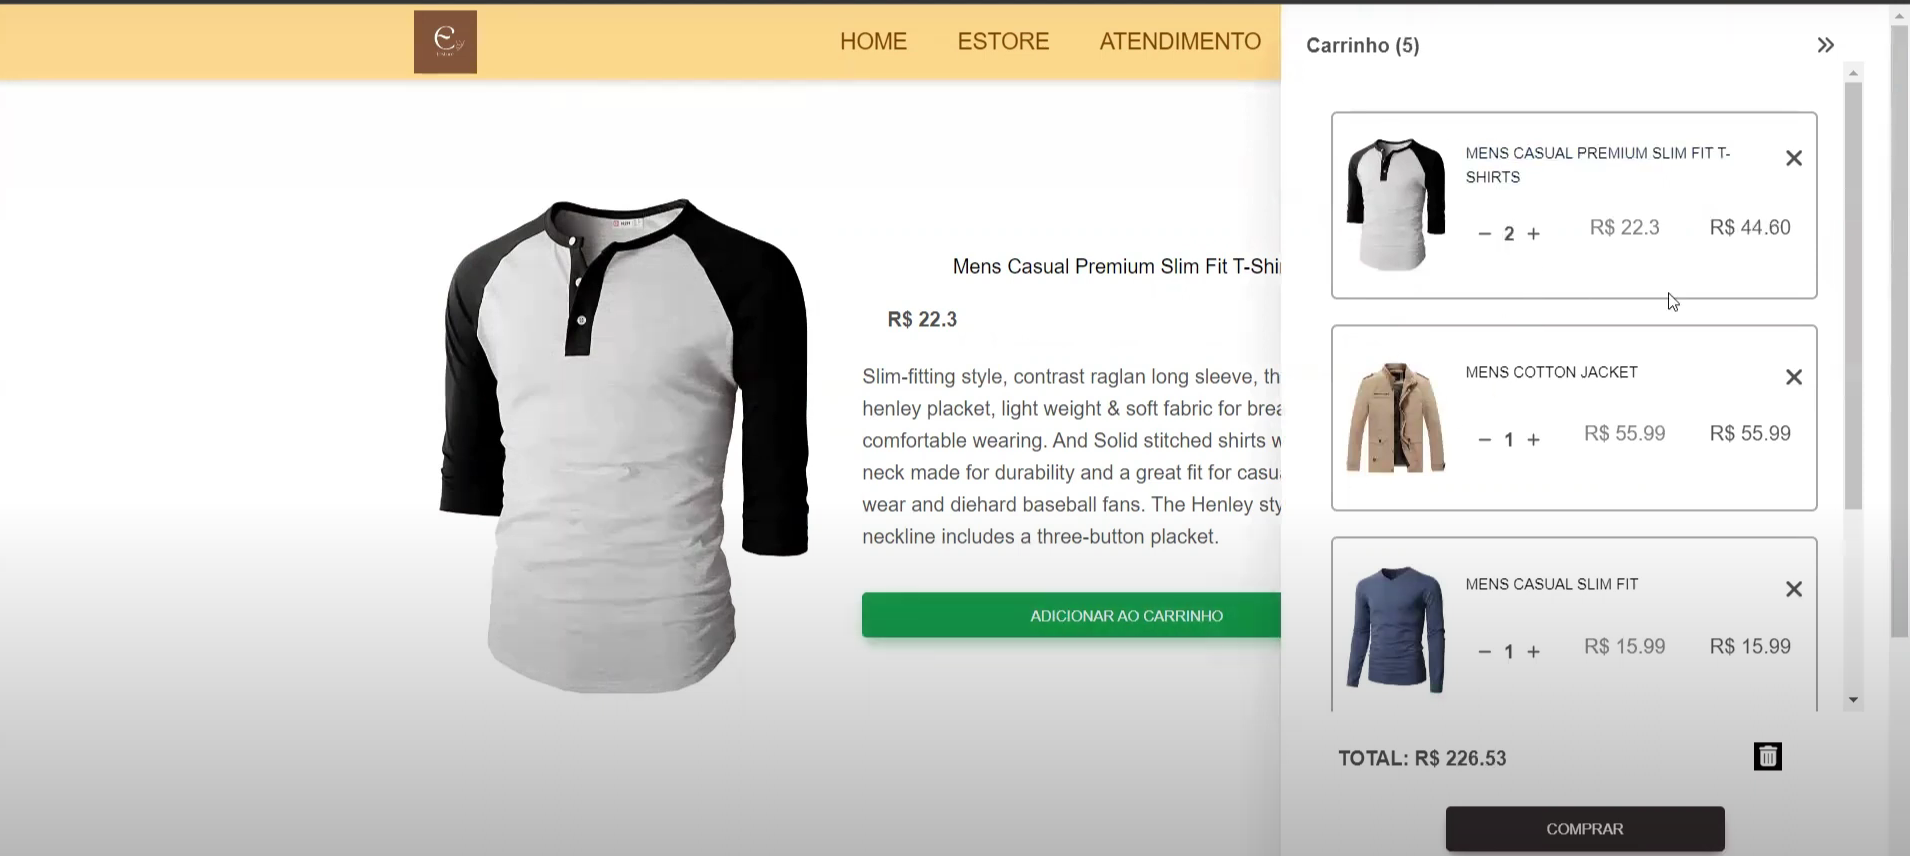 HOME ESTORE ATENDIMENTO
Mens Casual Premium Slim Fit T-Shi
R$ 22.3
Slim-fitting style, contrast raglan long sleeve, th
henley placket, light weight & soft fabric for brea
comfortable wearing. And Solid stitched shirts w
neck made for durability and a great fit for casu
wear and diehard baseball fans. The Henley sty
neckline includes a three-button placket.
ADICIONAR AO CARRINHO
Carrinho (5)
MENS CASUAL PREMIUM SLIM FIT T-
SHIRTS
− 2 + R$ 22.3 R$ 44.60
MENS COTTON JACKET
− 1 + R$ 55.99 R$ 55.99
MENS CASUAL SLIM FIT
− 1 + R$ 15.99 R$ 15.99
TOTAL: R$ 226.53
COMPRAR